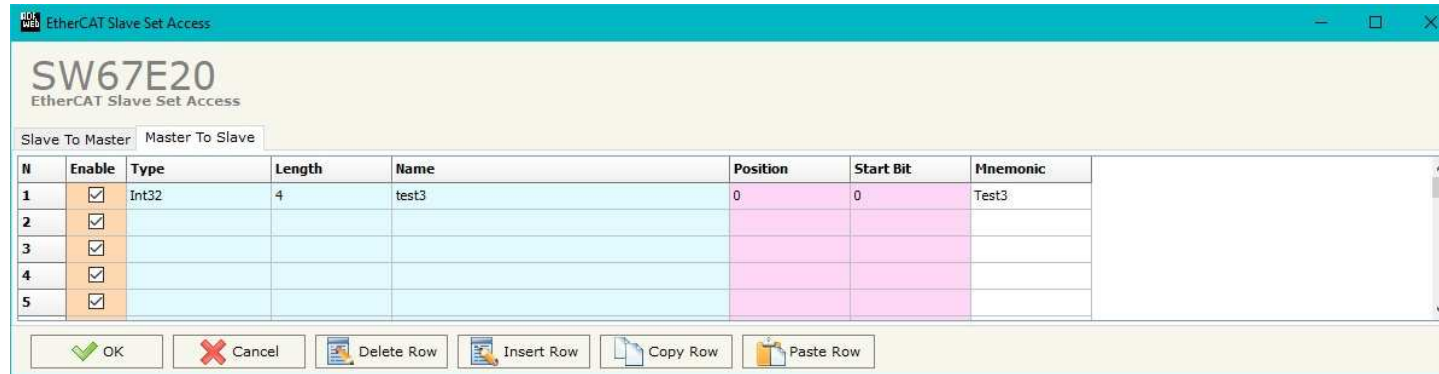 ADF WEB EtherCAT Slave Set Access
SW67E20
EtherCAT Slave Set Access
Slave To Master Master To Slave
N Enable Type Length Name Position Start Bit Mnemonic
1 Int32 4 test3 0 0 Test3
2
3
4
5
OK Cancel Delete Row Insert Row Copy Row Paste Row